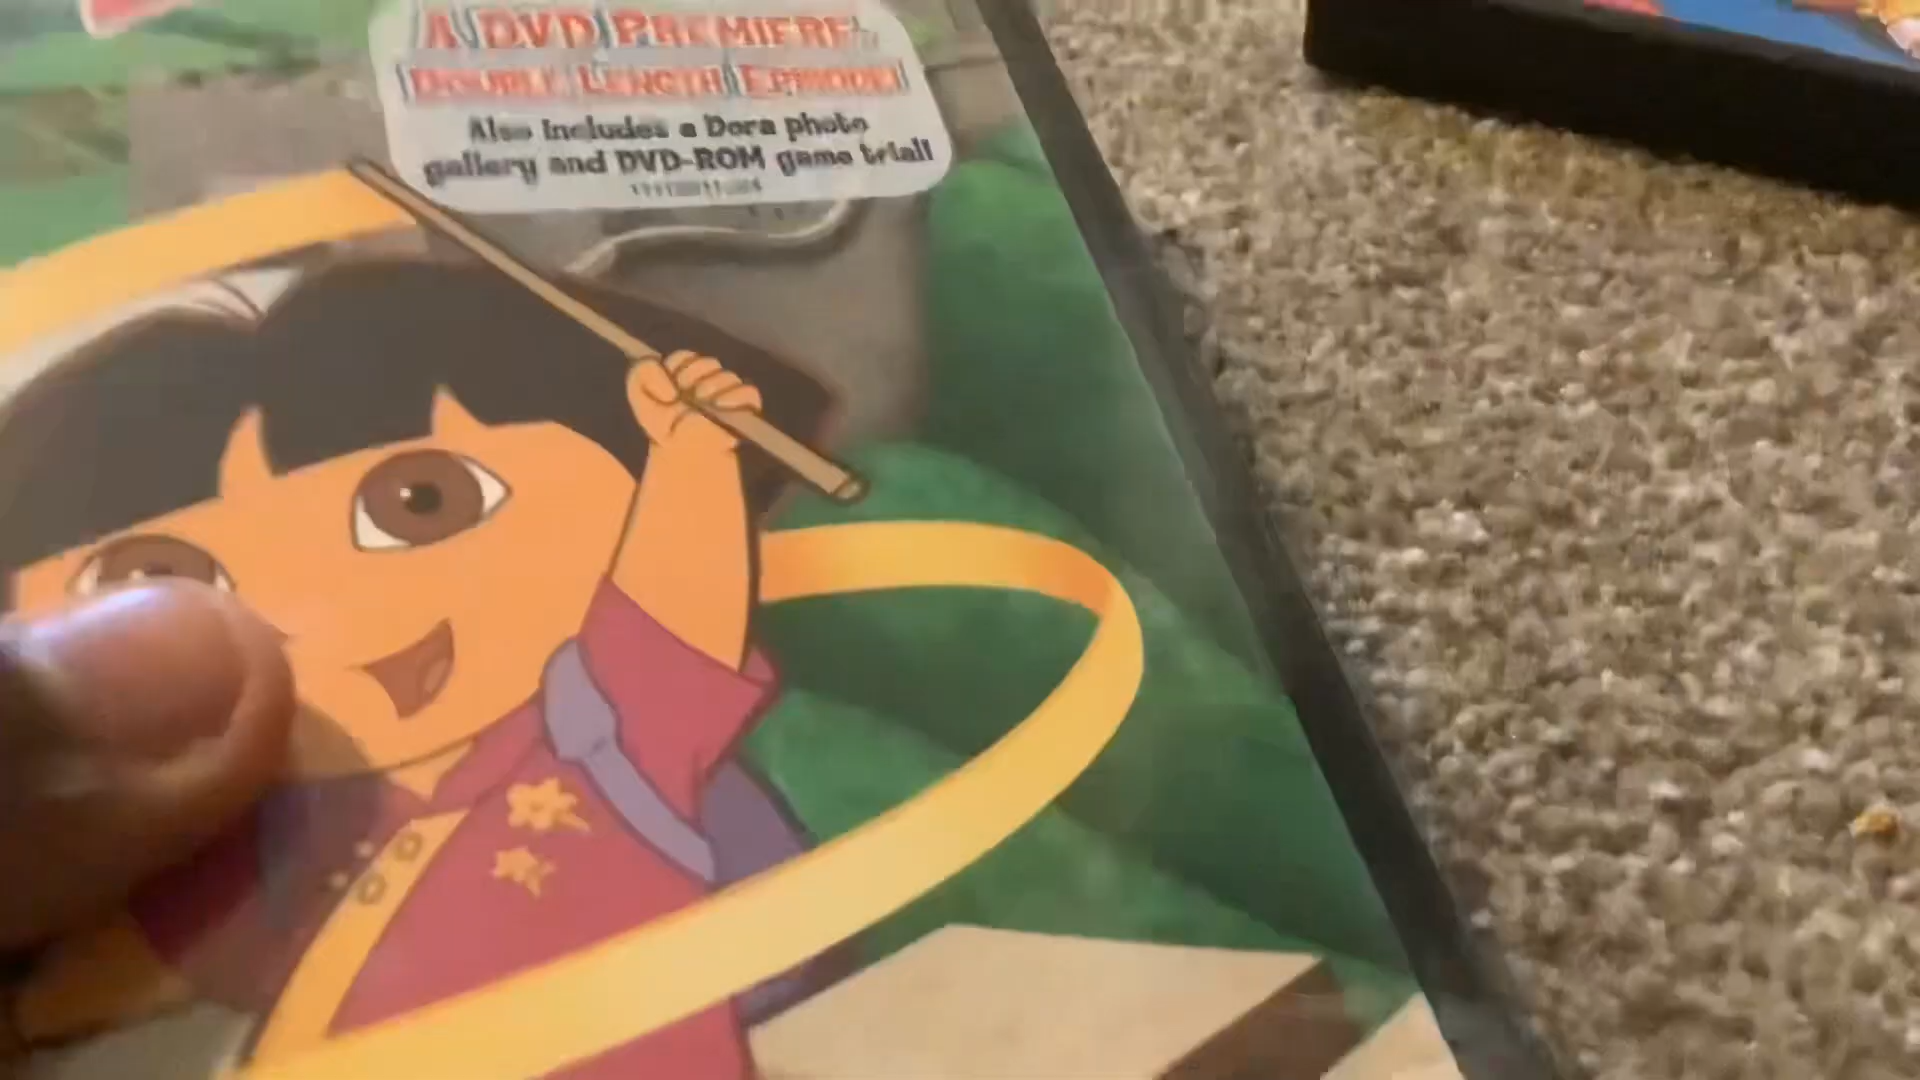 A DVD PREMIERE
DOUBLE LENGTH EPISODE!
Also includes a Dora photo
gallery and DVD-ROM game trial!